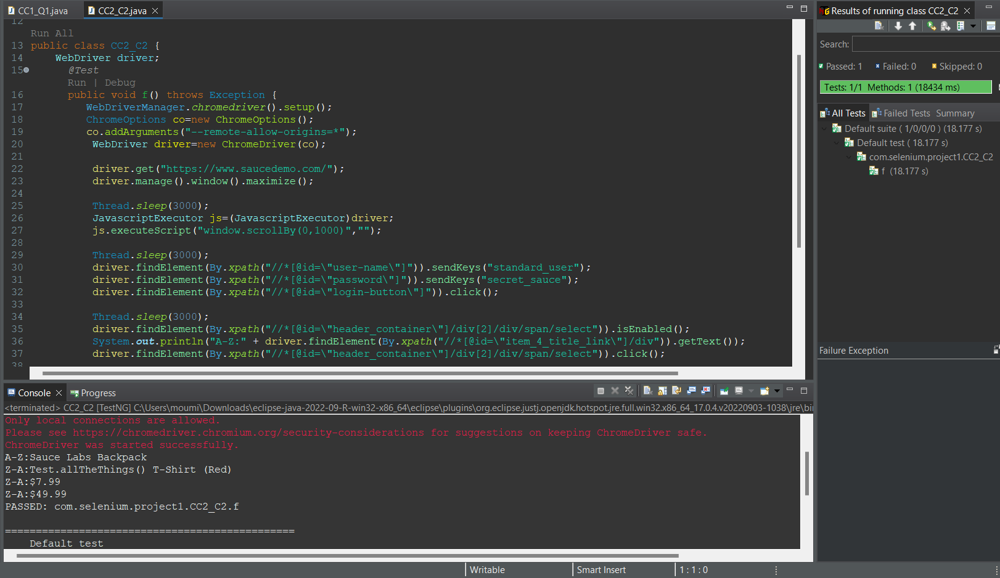 CC1_Q1.java
CC2_C2.java
12
Run All
13 public class CC2_C2 {
14 WebDriver driver;
15 @Test
Run | Debug
16 public void f() throws Exception {
17 WebDriverManager.chromedriver().setup();
18 ChromeOptions co=new ChromeOptions();
19 co.addArguments("--remote-allow-origins=*");
20 WebDriver driver=new ChromeDriver(co);
21
22 driver.get("https://www.saucedemo.com/");
23 driver.manage().window().maximize();
24
25 Thread.sleep(3000);
26 JavascriptExecutor js=(JavascriptExecutor)driver;
27 js.executeScript("window.scrollBy(0,1000)","");
28
29 Thread.sleep(3000);
30 driver.findElement(By.xpath("//*[@id=\"user-name\"]")).sendKeys("standard_user");
31 driver.findElement(By.xpath("//*[@id=\"password\"]")).sendKeys("secret_sauce");
32 driver.findElement(By.xpath("//*[@id=\"login-button\"]")).click();
33
34 Thread.sleep(3000);
35 driver.findElement(By.xpath("//*[@id=\"header_container\"]/div[2]/div/span/select")).isEnabled();
36 System.out.println("A-Z:" + driver.findElement(By.xpath("//*[@id=\"item_4_title_link\"]/div")).getText());
37 driver.findElement(By.xpath("//*[@id=\"header_container\"]/div[2]/div/span/select")).click();
38
Console
Progress
<terminated> CC2_C2 [TestNG] C:\Users\moumi\Downloads\eclipse-java-2022-09-R-win32-x86_64\eclipse\plugins\org.eclipse.justj.openjdk.hotspot.jre.full.win32.x86_64_17.0.4.v20220903-1038\jre\bin
Only local connections are allowed.
Please see https://chromedriver.chromium.org/security-considerations for suggestions on keeping ChromeDriver safe.
ChromeDriver was started successfully.
A-Z:Sauce Labs Backpack
Z-A:Test.allTheThings() T-Shirt (Red)
Z-A:$7.99
Z-A:$49.99
PASSED: com.selenium.project1.CC2_C2.f
===============================================
Default test
Results of running class CC2_C2
Search:
Passed: 1 Failed: 0 Skipped: 0
Tests: 1/1 Methods: 1 (18434 ms)
All Tests Failed Tests Summary
Default suite ( 1/0/0/0 ) (18.177 s)
Default test ( 18.177 s)
com.selenium.project1.CC2_C2
f (18.177 s)
Failure Exception
Writable
Smart Insert
1 : 1 : 0